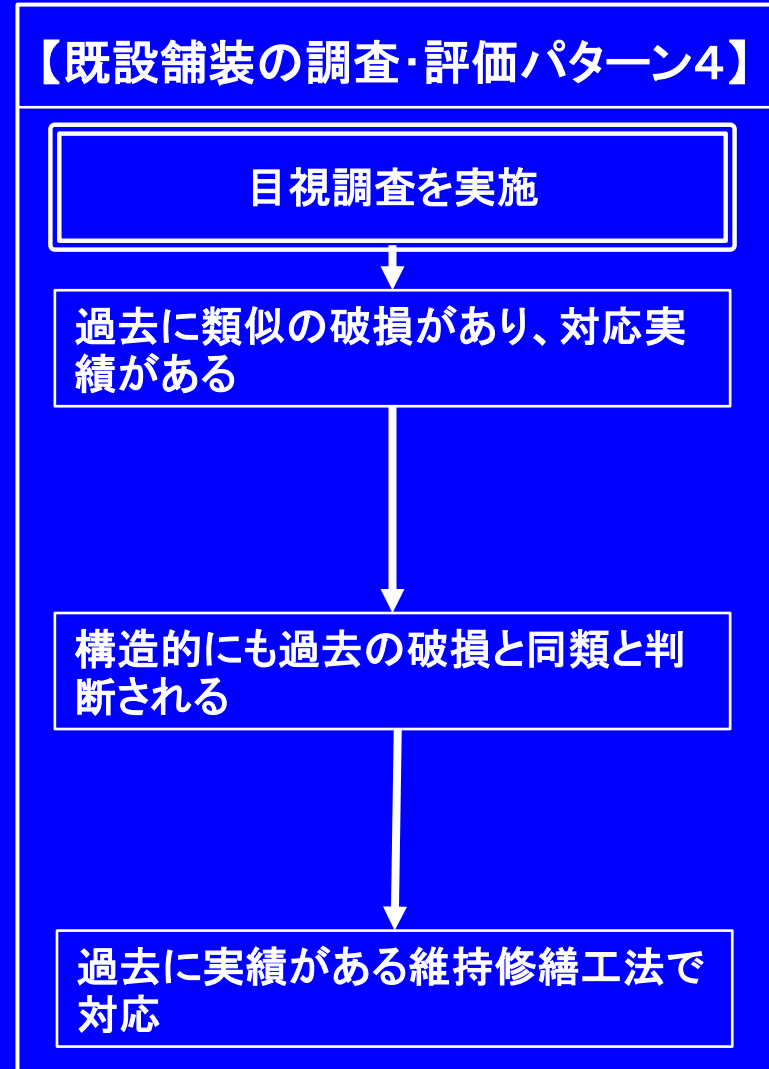 【既設舗装の調査･評価パターン4】
目視調査を実施
過去に類似の破損があり、対応実
績がある
構造的にも過去の破損と同類と判
断される
過去に実績がある維持修繕工法で
対応